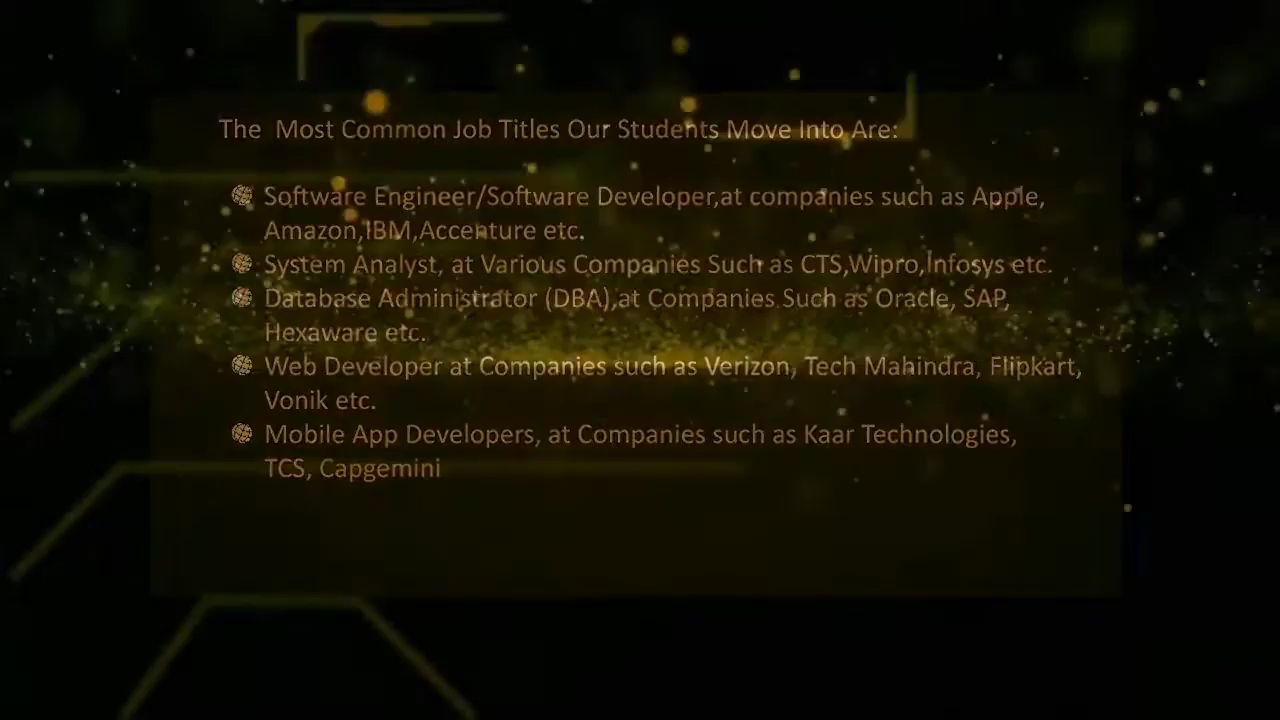 The  Most Common Job Titles Our Students Move Into Are:
Software Engineer/Software Developer,at companies such as Apple,
Amazon,IBM,Accenture etc.
System Analyst, at Various Companies Such as CTS,Wipro,Infosys etc.
Database Administrator (DBA),at Companies Such as Oracle, SAP,
Hexaware etc.
Web Developer at Companies such as Verizon, Tech Mahindra, Flipkart,
Vonik etc.
Mobile App Developers, at Companies such as Kaar Technologies,
TCS, Capgemini